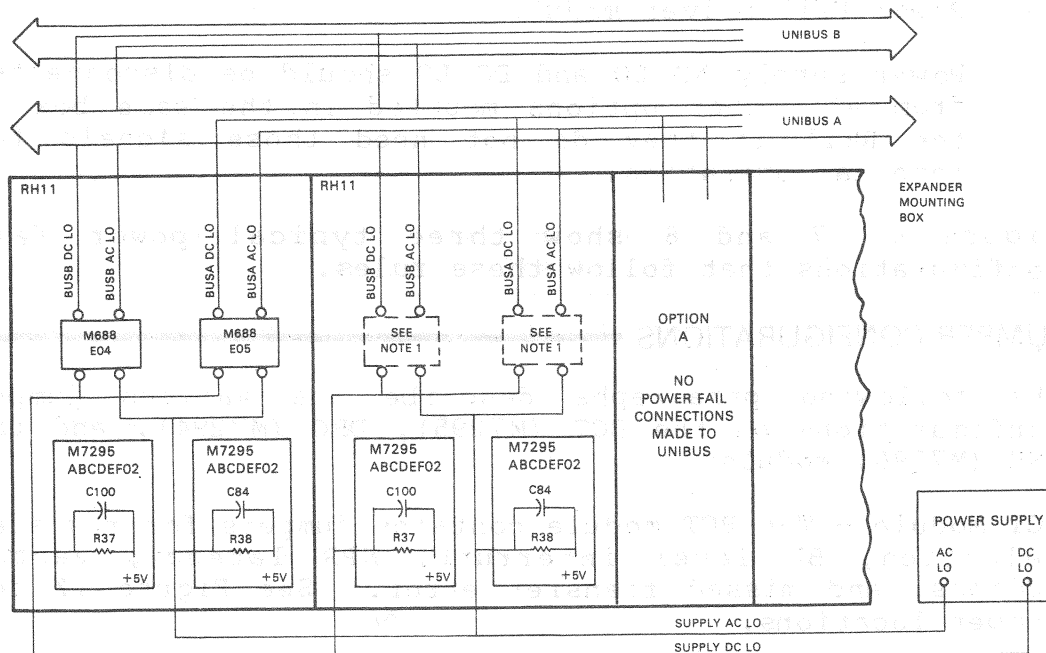 UNIBUS B
UNIBUS A
RH11
RH11
EXPANDER
MOUNTING
BOX
BUSB DC LO
BUSB AC LO
BUSA DC LO
BUSA AC LO
BUSB DC LO
BUSB AC LO
BUSA DC LO
BUSA AC LO
M688
E04
M688
E05
SEE
NOTE 1
SEE
NOTE 1
OPTION
A
NO
POWER FAIL
CONNECTIONS
MADE TO
UNIBUS
M7295
ABCDEF02
C100
R37
+5V
M7295
ABCDEF02
C84
R38
+5V
M7295
ABCDEF02
C100
R37
+5V
M7295
ABCDEF02
C84
R38
+5V
POWER SUPPLY
AC
LO
DC
LO
SUPPLY AC LO
SUPPLY DC LO